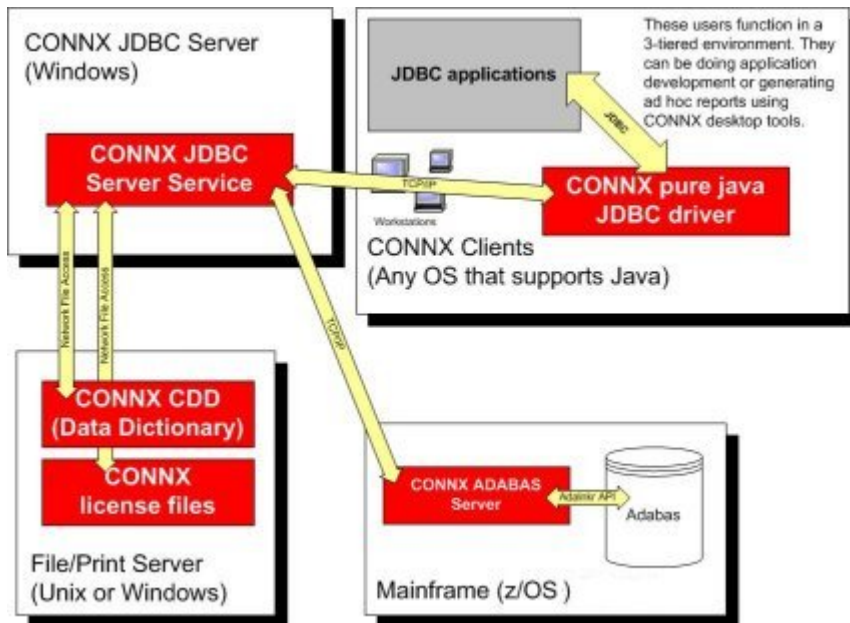 CONNX JDBC Server
(Windows)
CONNX JDBC
Server Service
JDBC applications
These users function in a
3-tiered environment. They
can be doing application
development or generating
ad hoc reports using
CONNX desktop tools.
JDBC
TCP/IP
Workstations
CONNX pure java
JDBC driver
CONNX Clients
(Any OS that supports Java)
Network File Access
Network File Access
TCP/IP
CONNX CDD
(Data Dictionary)
CONNX
license files
File/Print Server
(Unix or Windows)
CONNX ADABAS
Server
Adalnkr API
Adabas
Mainframe (z/OS )